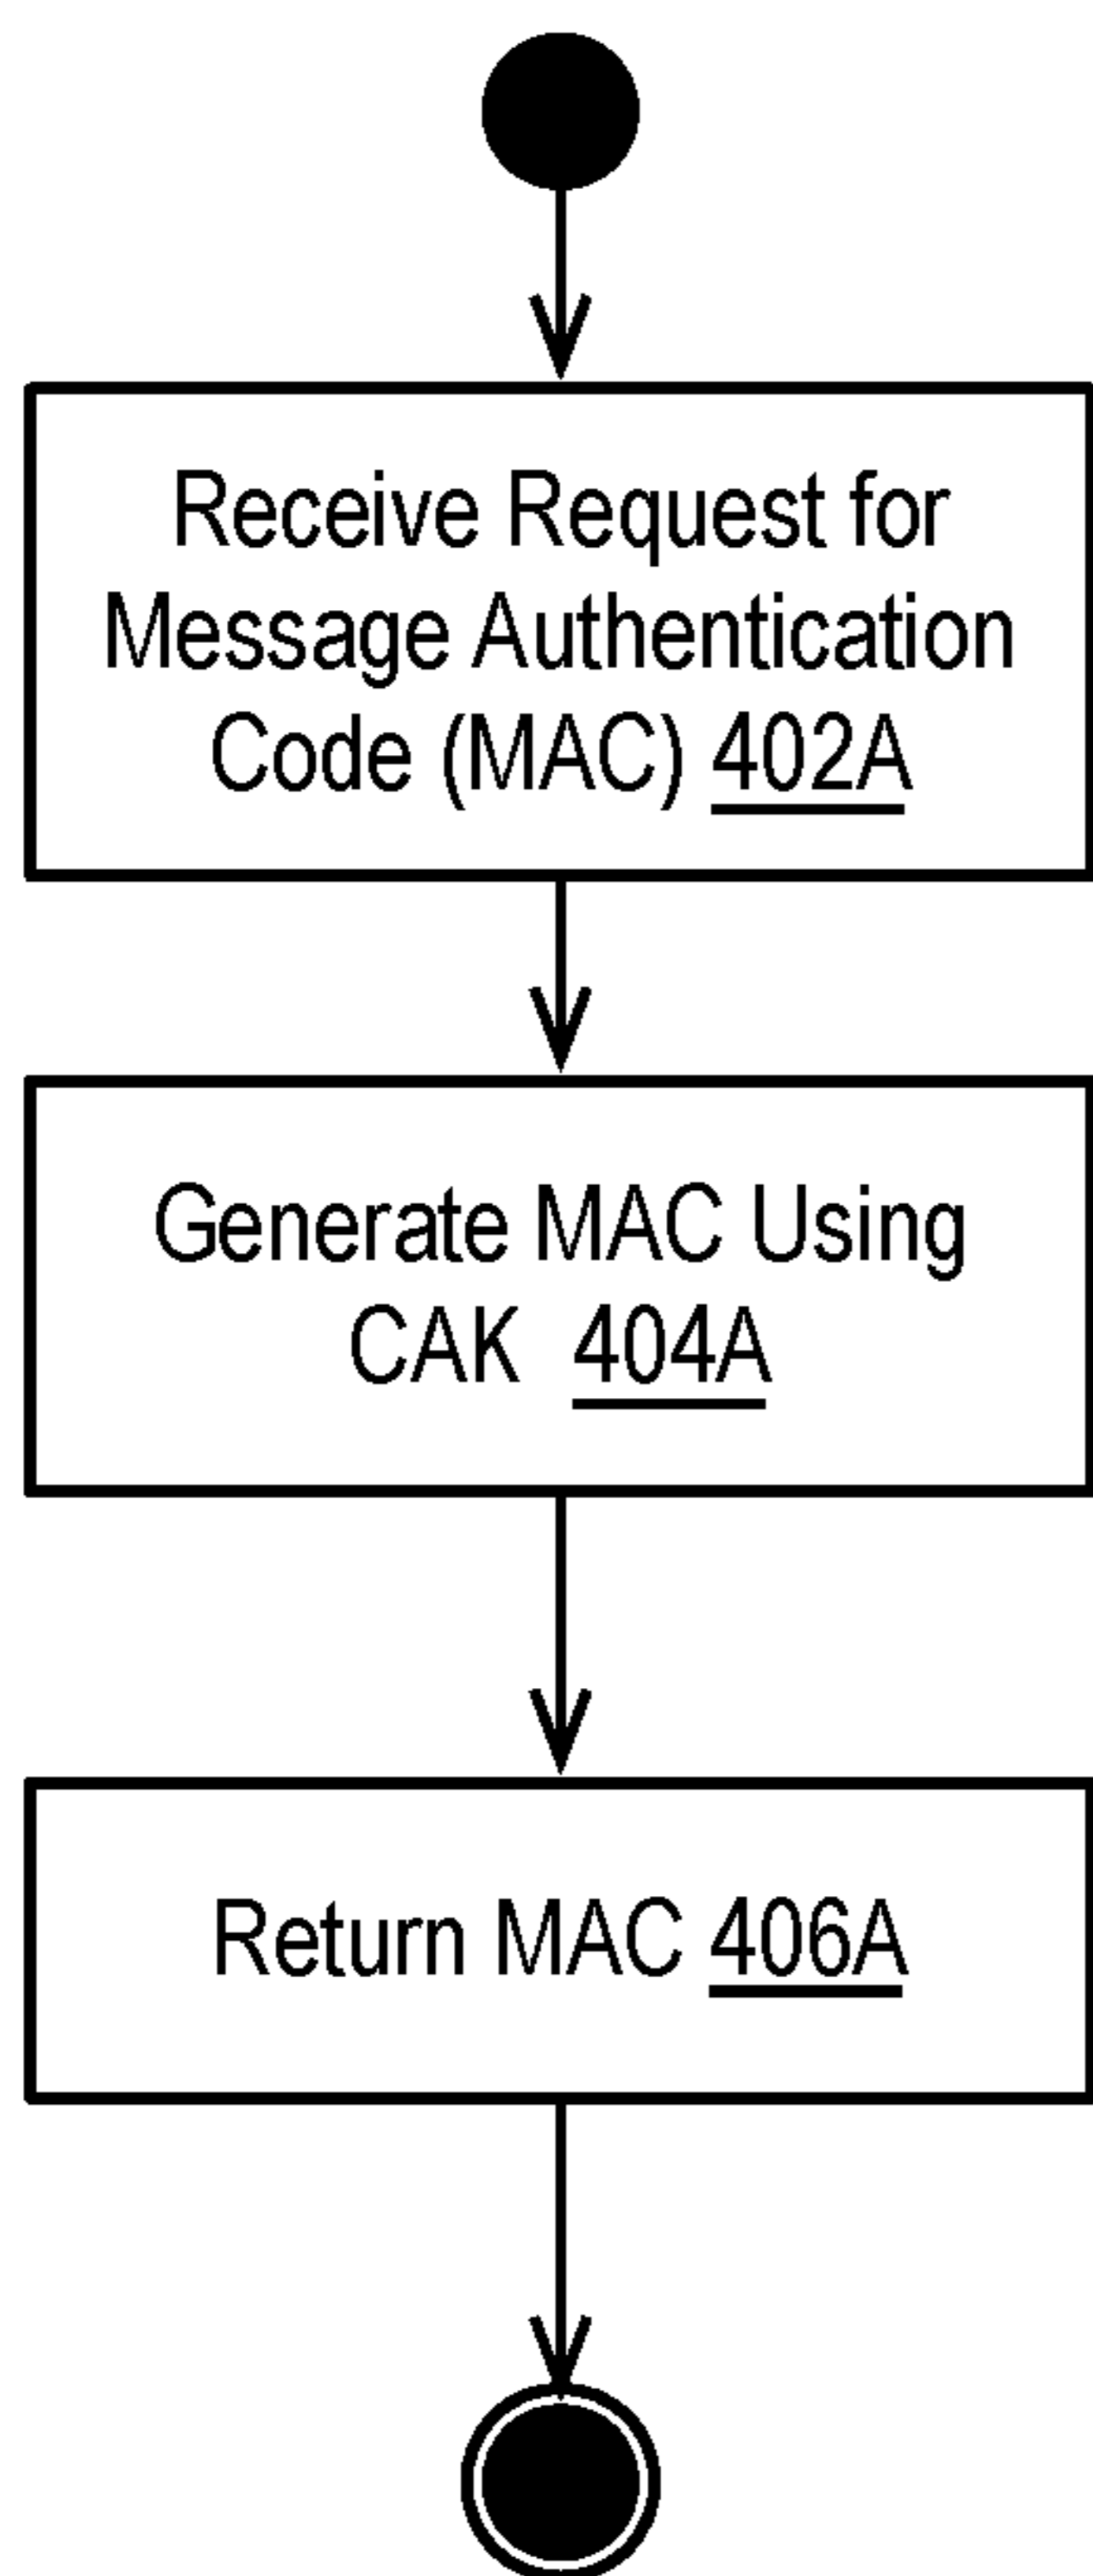 Receive Request for
Message Authentication
Code (MAC) 402A
Generate MAC Using
CAK 404A
Return MAC 406A